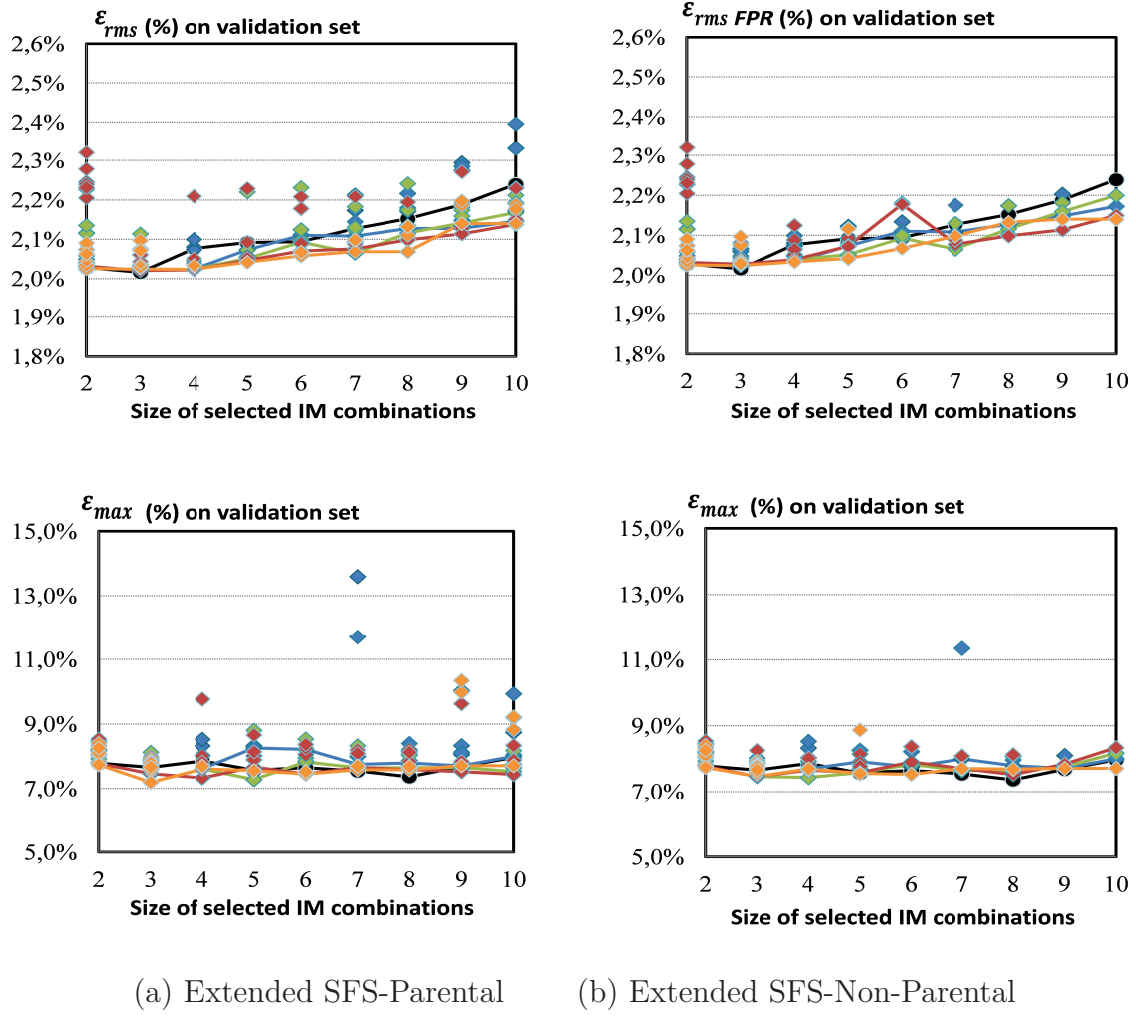 ε_rms (%) on validation set
2,6%
2,5%
2,4%
2,3%
2,2%
2,1%
2,0%
1,9%
1,8%
2 3 4 5 6 7 8 9 10
Size of selected IM combinations
ε_rms FPR (%) on validation set
2,6%
2,5%
2,4%
2,3%
2,2%
2,1%
2,0%
1,9%
1,8%
2 3 4 5 6 7 8 9 10
Size of selected IM combinations
ε_max (%) on validation set
15,0%
13,0%
11,0%
9,0%
7,0%
5,0%
2 3 4 5 6 7 8 9 10
Size of selected IM combinations
ε_max (%) on validation set
15,0%
13,0%
11,0%
9,0%
7,0%
5,0%
2 3 4 5 6 7 8 9 10
Size of selected IM combinations
(a) Extended SFS-Parental
(b) Extended SFS-Non-Parental